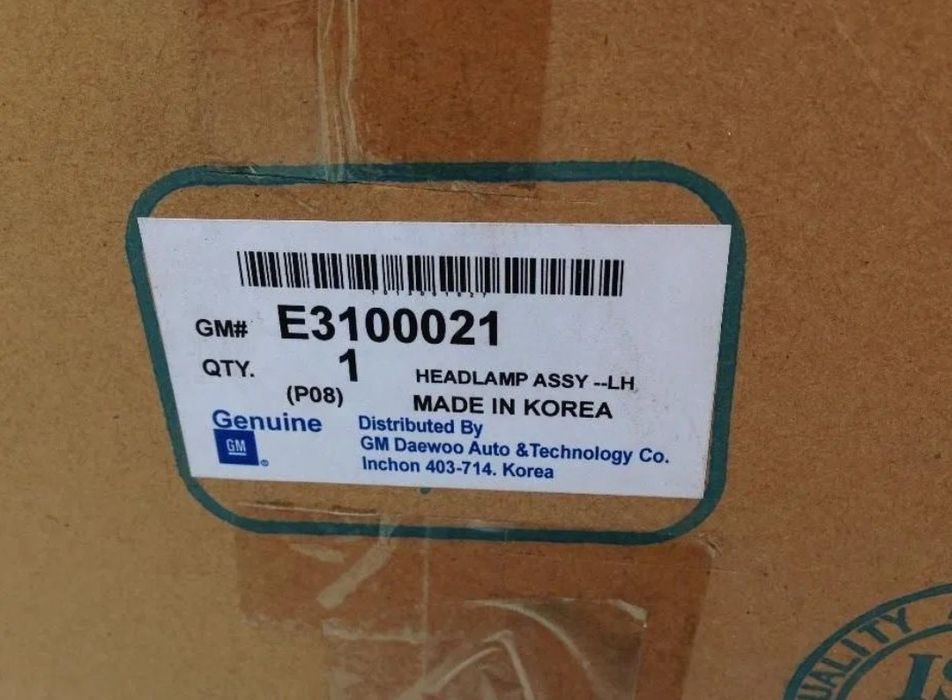 GM# E3100021
QTY. 1
HEADLAMP ASSY --LH
(P08)
MADE IN KOREA
Genuine
GM
®
Distributed By
GM Daewoo Auto &Technology Co.
Inchon 403-714. Korea
QUALITY